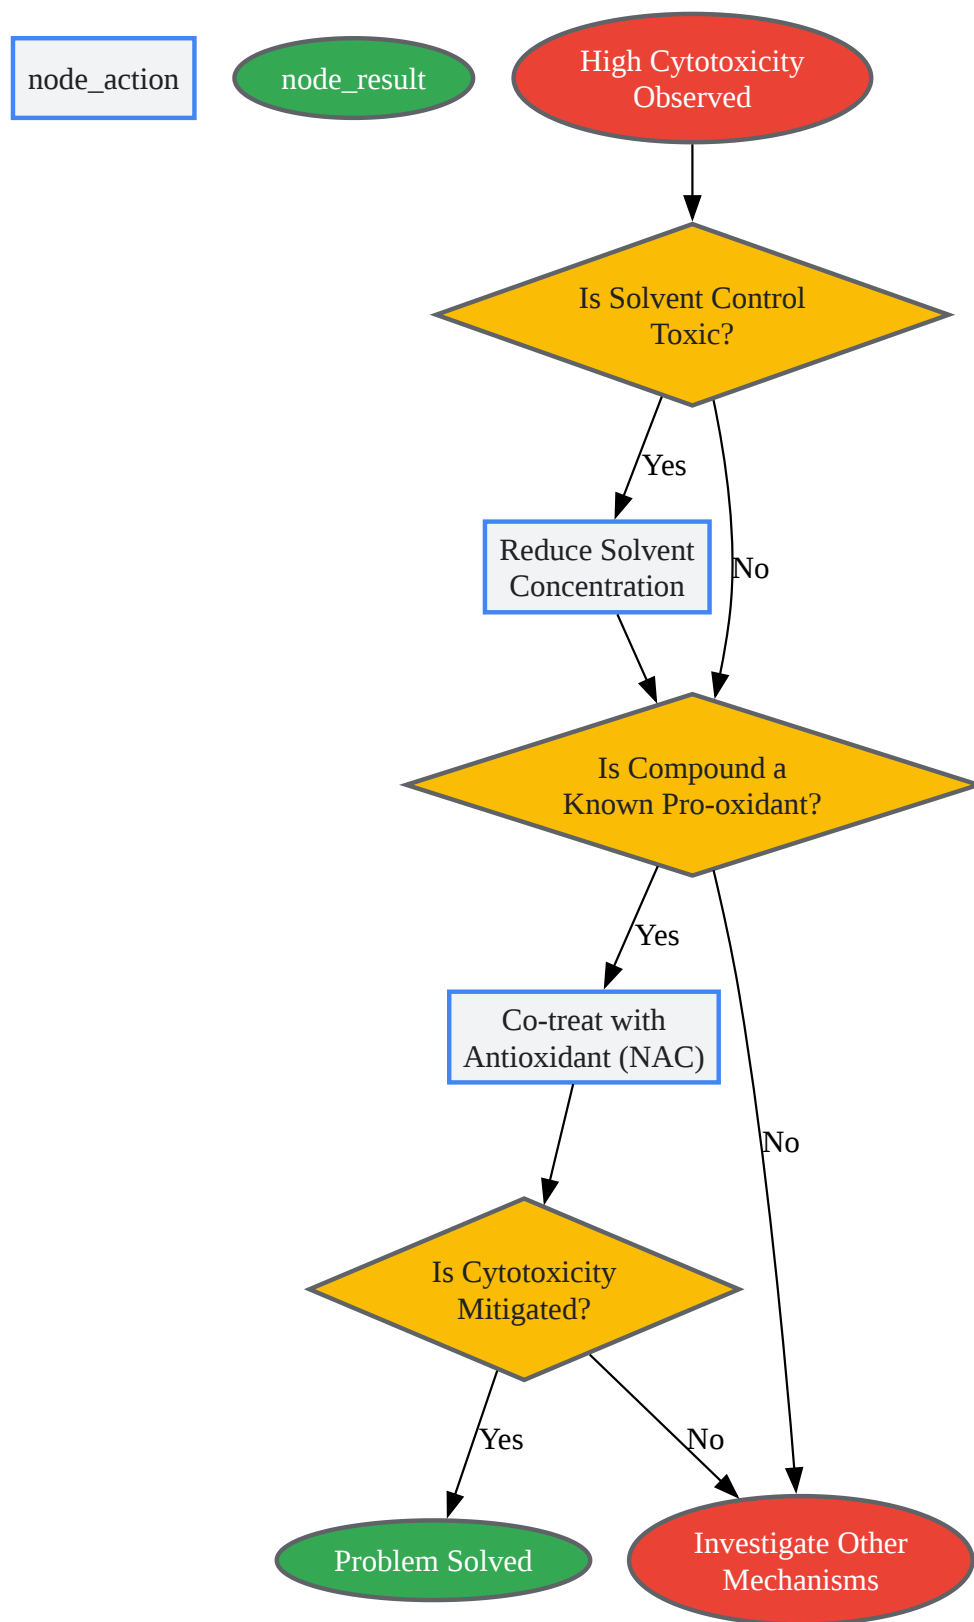 node_action
node_result
High Cytotoxicity
Observed
Is Solvent Control
Toxic?
Yes
Reduce Solvent
Concentration
No
Is Compound a
Known Pro-oxidant?
Yes
Co-treat with
Antioxidant (NAC)
No
Is Cytotoxicity
Mitigated?
Yes
No
Problem Solved
Investigate Other
Mechanisms